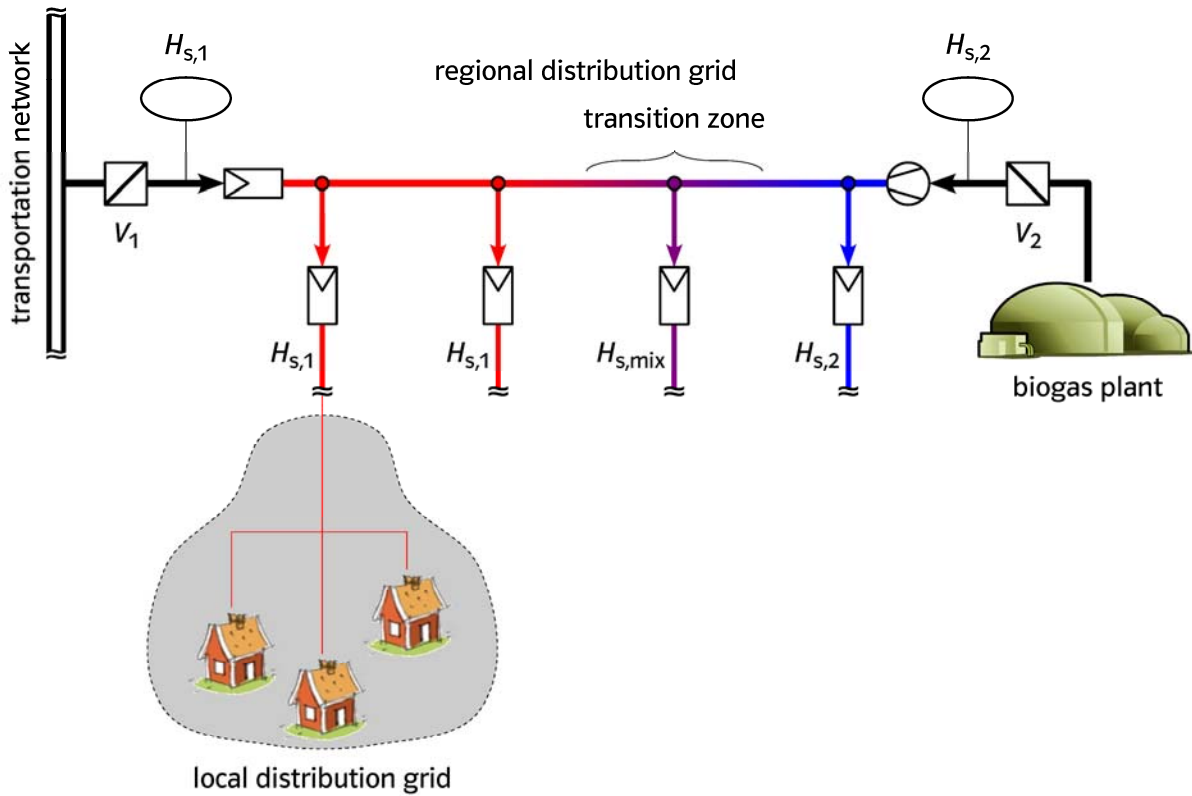 transportation network
H_s,1
regional distribution grid
transition zone
H_s,2
V_1
V_2
H_s,1
H_s,1
H_s,mix
H_s,2
biogas plant
local distribution grid